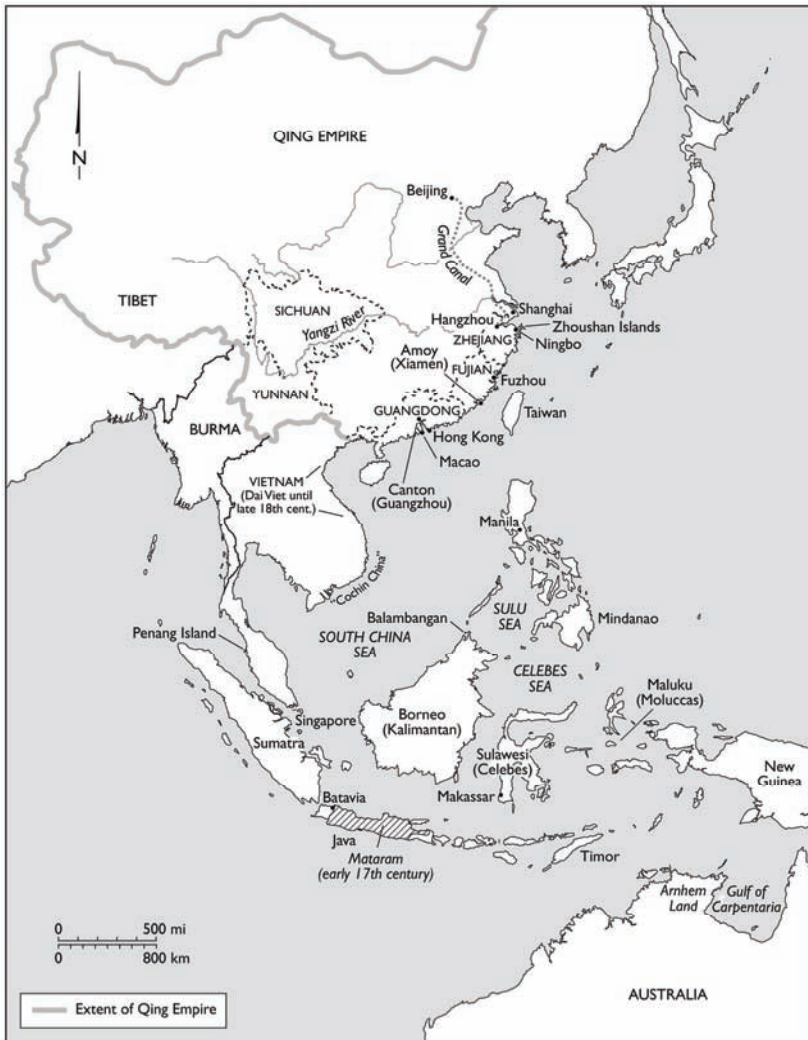 QING EMPIRE
N
Beijing
Grand Canal
TIBET
SICHUAN
Yangzi River
Shanghai
Hangzhou
Zhoushan Islands
ZHEJIANG
Ningbo
Amoy
(Xiamen)
FUJIAN
Fuzhou
YUNNAN
GUANGDONG
Taiwan
BURMA
Hong Kong
Macao
VIETNAM
(Dai Viet until
late 18th cent.)
Canton
(Guangzhou)
Manila
"Cochin China"
Balambangan
SULU
SEA
Mindanao
Penang Island
SOUTH CHINA
SEA
CELEBES
SEA
Maluku
(Moluccas)
Singapore
Borneo
(Kalimantan)
Sumatra
Sulawesi
(Celebes)
New
Guinea
Makassar
Batavia
Java
Mataram
(early 17th century)
Timor
Arnhem
Land
Gulf of
Carpentaria
0 500 mi
0 800 km
AUSTRALIA
Extent of Qing Empire